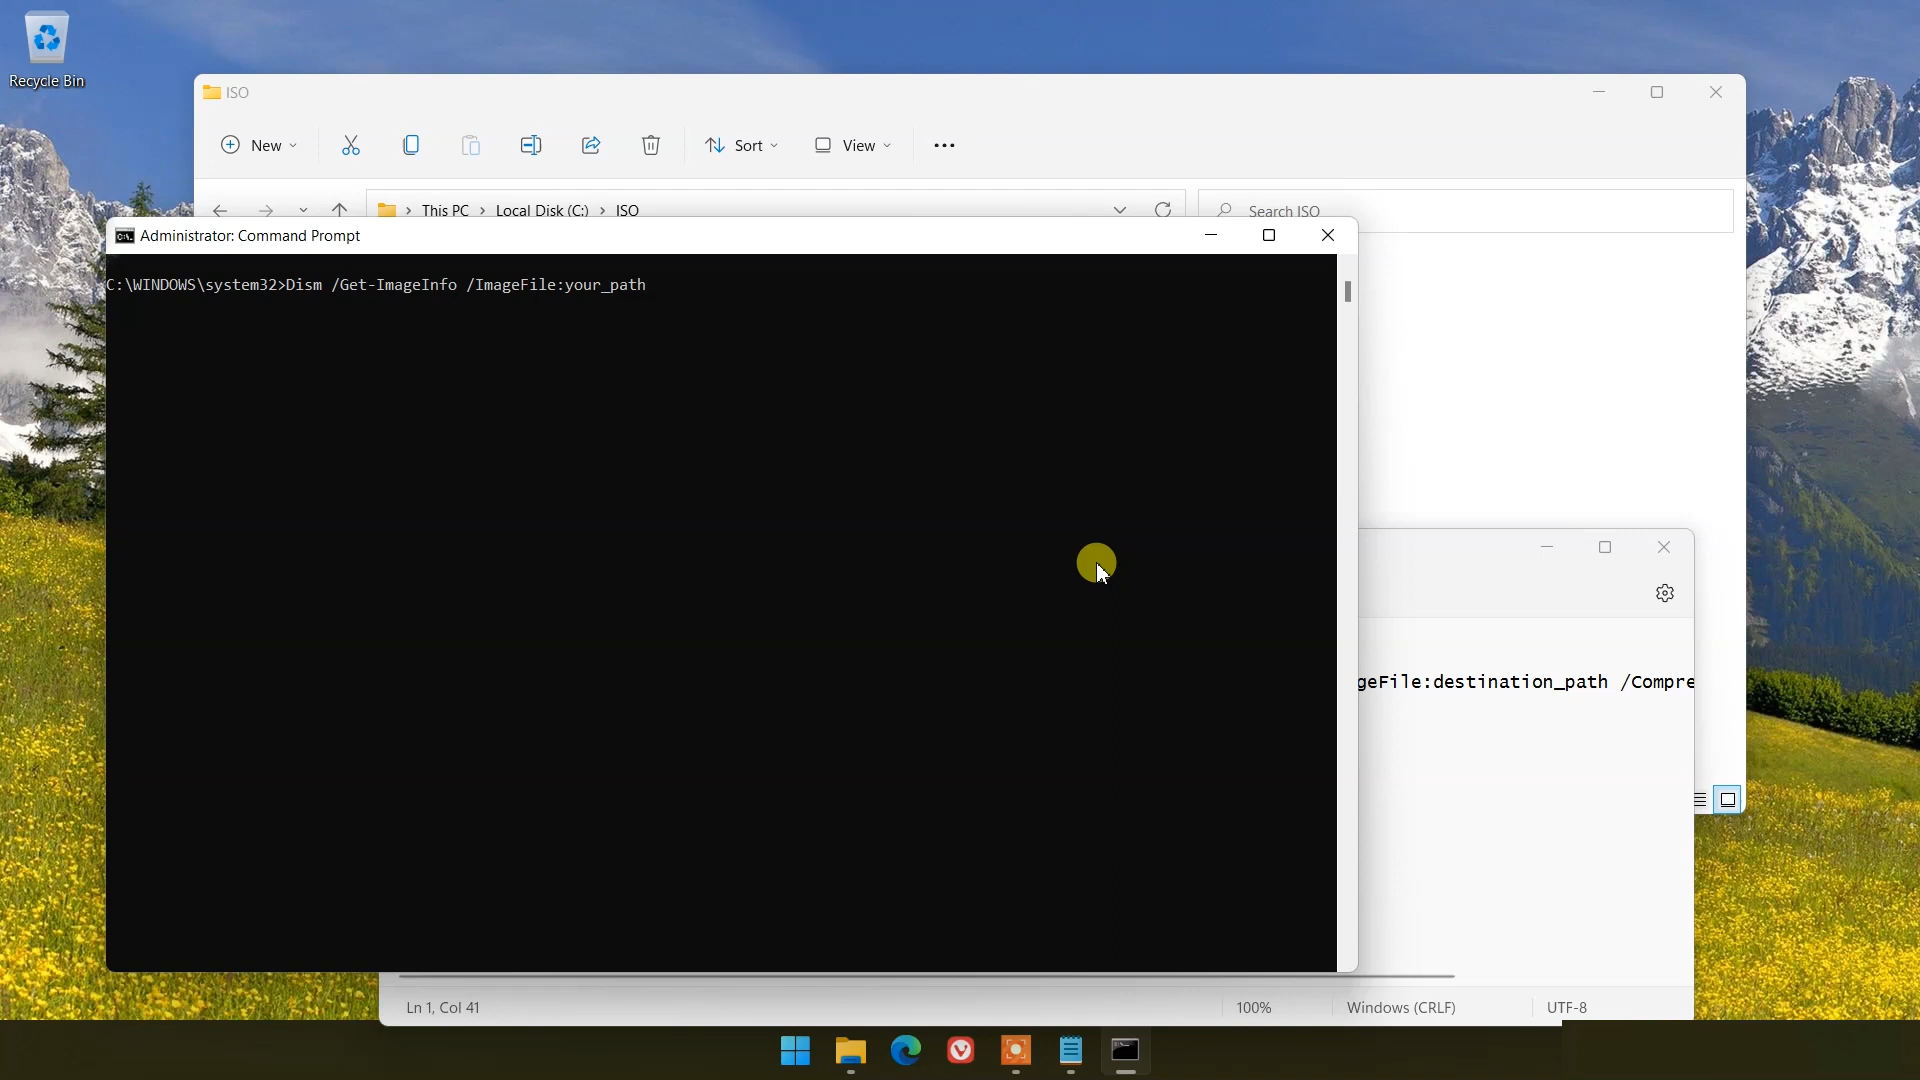 Recycle Bin
ISO
New
Sort
View
This PC > Local Disk (C:) > ISO
Search ISO
Administrator: Command Prompt
C:\WINDOWS\system32>Dism /Get-ImageInfo /ImageFile:your_path
geFile:destination_path /Compre
Ln 1, Col 41
100%
Windows (CRLF)
UTF-8